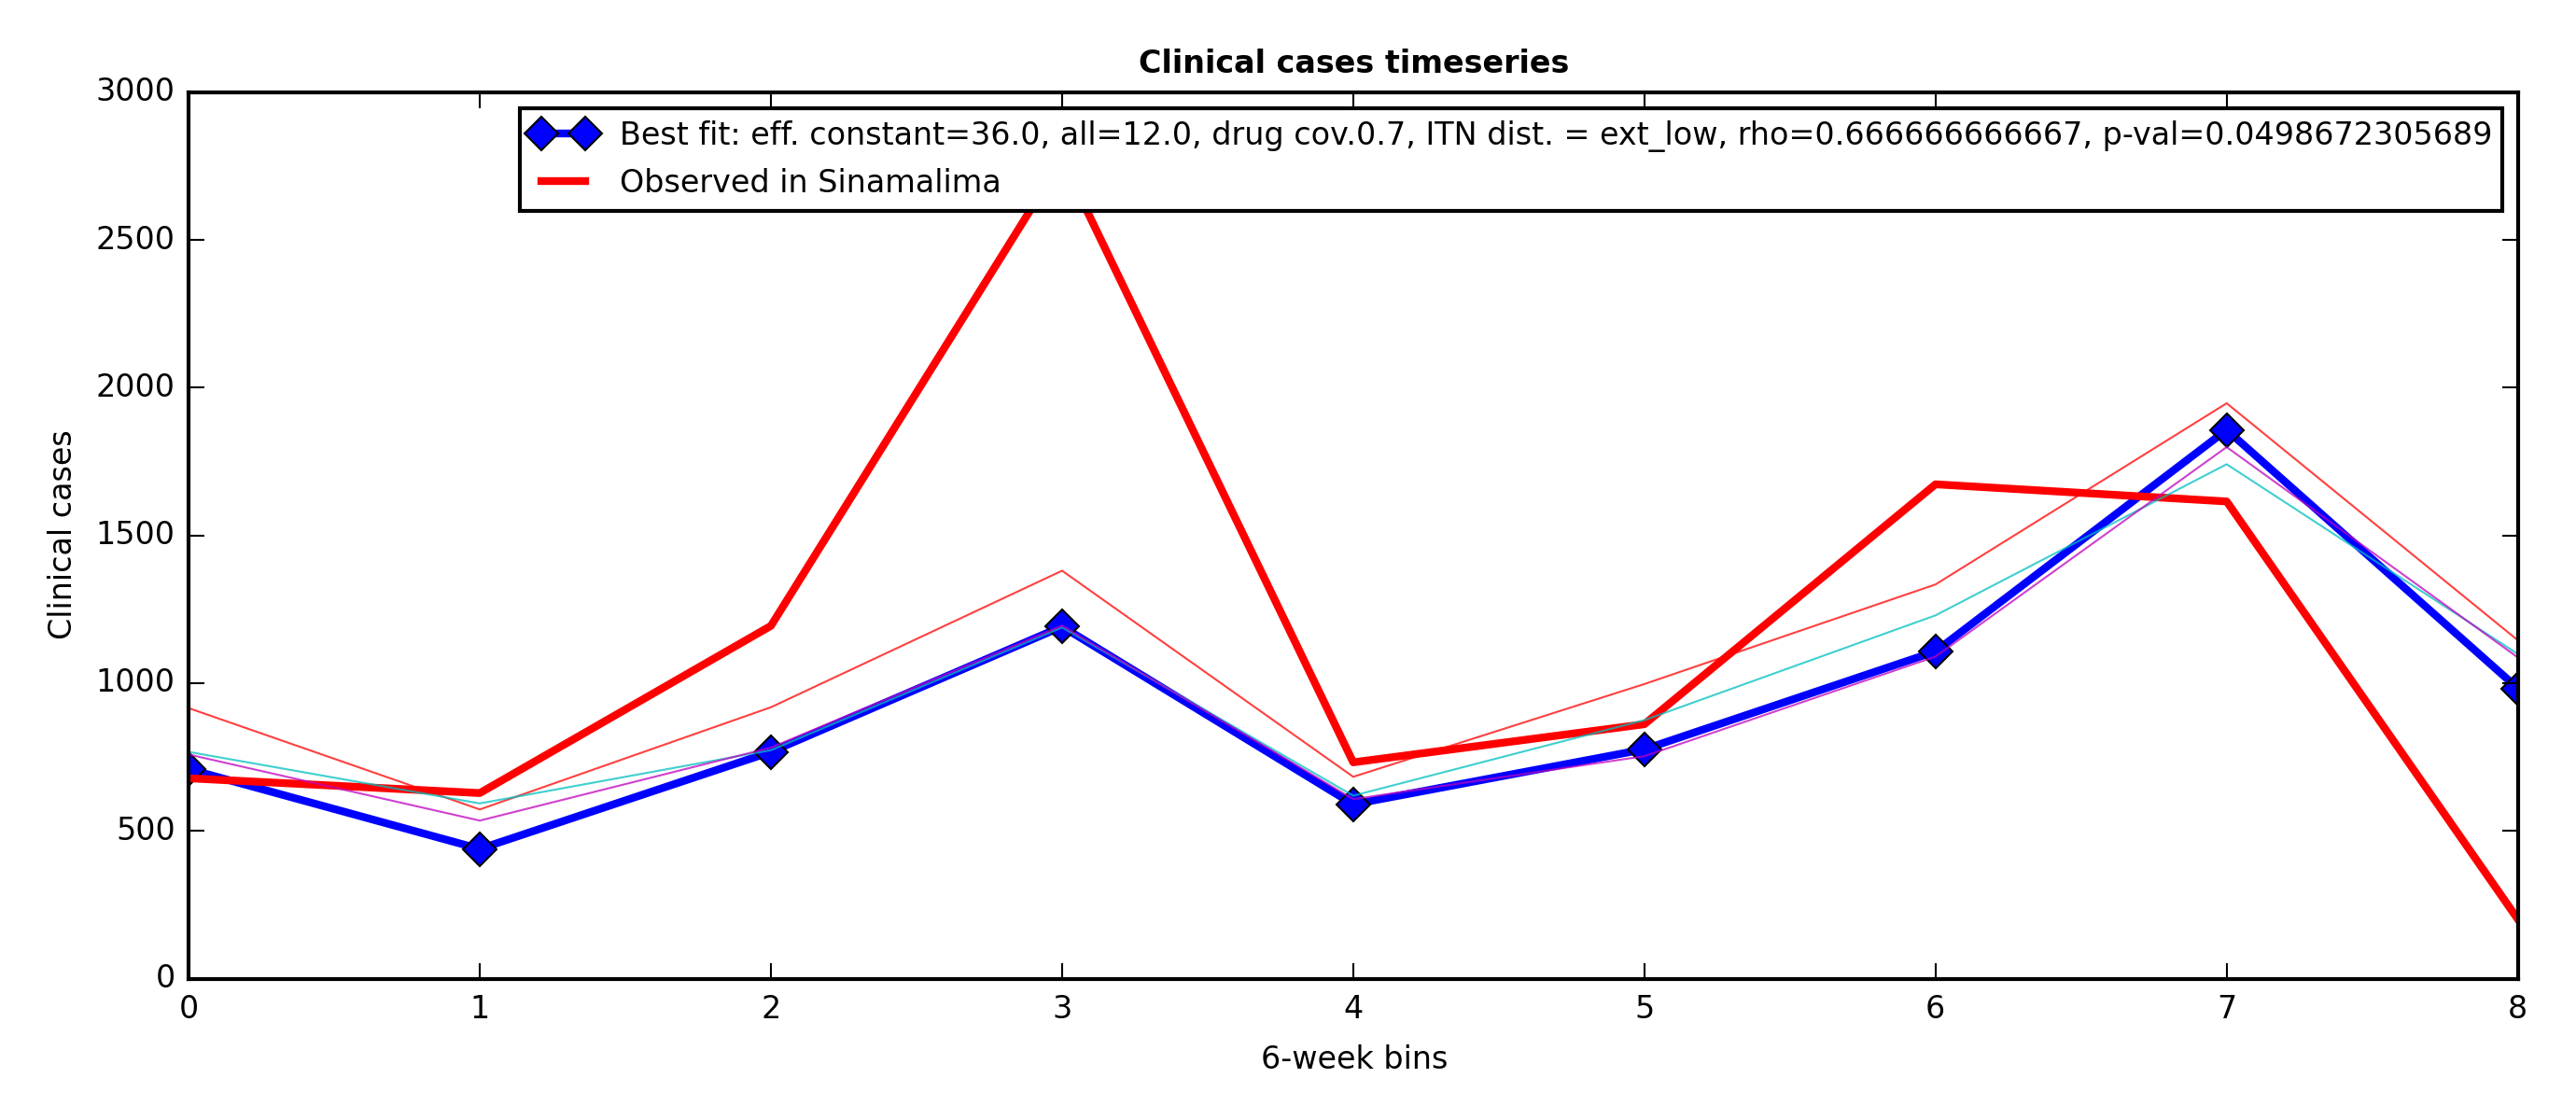 Clinical cases timeseries
3000
2500
2000
1500
1000
500
0
Clinical cases
Best fit: eff. constant=36.0, all=12.0, drug cov.0.7, ITN dist. = ext_low, rho=0.666666666667, p-val=0.0498672305689
Observed in Sinamalima
0 1 2 3 4 5 6 7 8
6-week bins